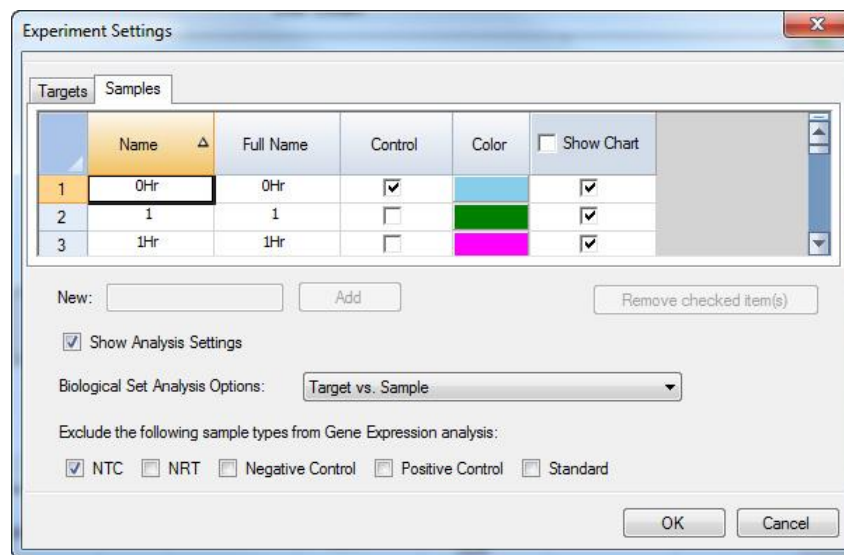 Experiment Settings
Targets Samples
Name Full Name Control Color Show Chart
1 0Hr 0Hr
2 1 1
3 1Hr 1Hr
New: Add Remove checked item(s)
Show Analysis Settings
Biological Set Analysis Options: Target vs. Sample
Exclude the following sample types from Gene Expression analysis:
NTC NRT Negative Control Positive Control Standard
OK Cancel